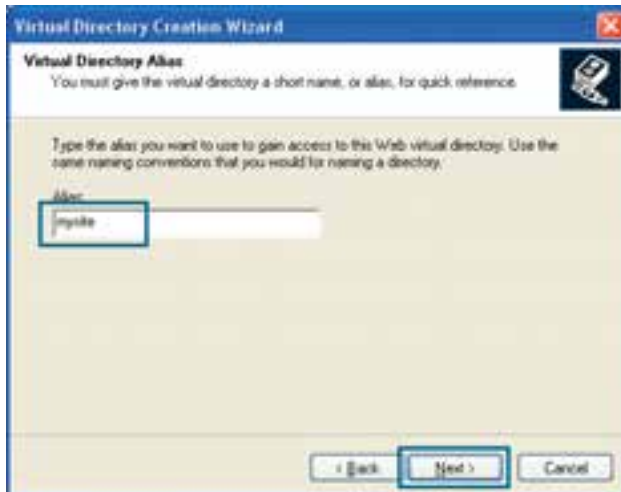 Virtual Directory Creation Wizard
Virtual Directory Alias
You must give the virtual directory a short name, or alias, for quick reference.
Type the alias you want to use to gain access to this Web virtual directory. Use the
same naming conventions that you would for naming a directory.
Alias:
mysite
< Back
Next >
Cancel